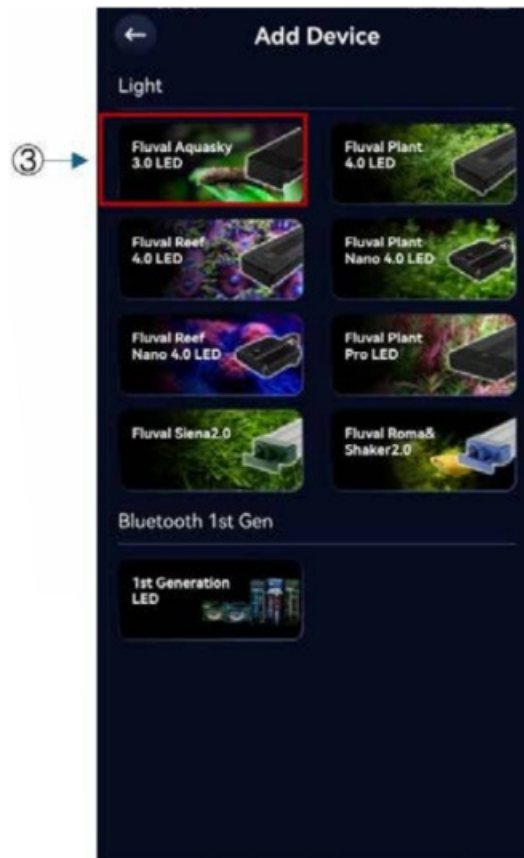 Add Device
Light
③
Fluval Aquasky
3.0 LED
Fluval Plant
4.0 LED
Fluval Reef
4.0 LED
Fluval Plant
Nano 4.0 LED
Fluval Reef
Nano 4.0 LED
Fluval Plant
Pro LED
Fluval Siena2.0
Fluval Roma&
Shaker2.0
Bluetooth 1st Gen
1st Generation
LED